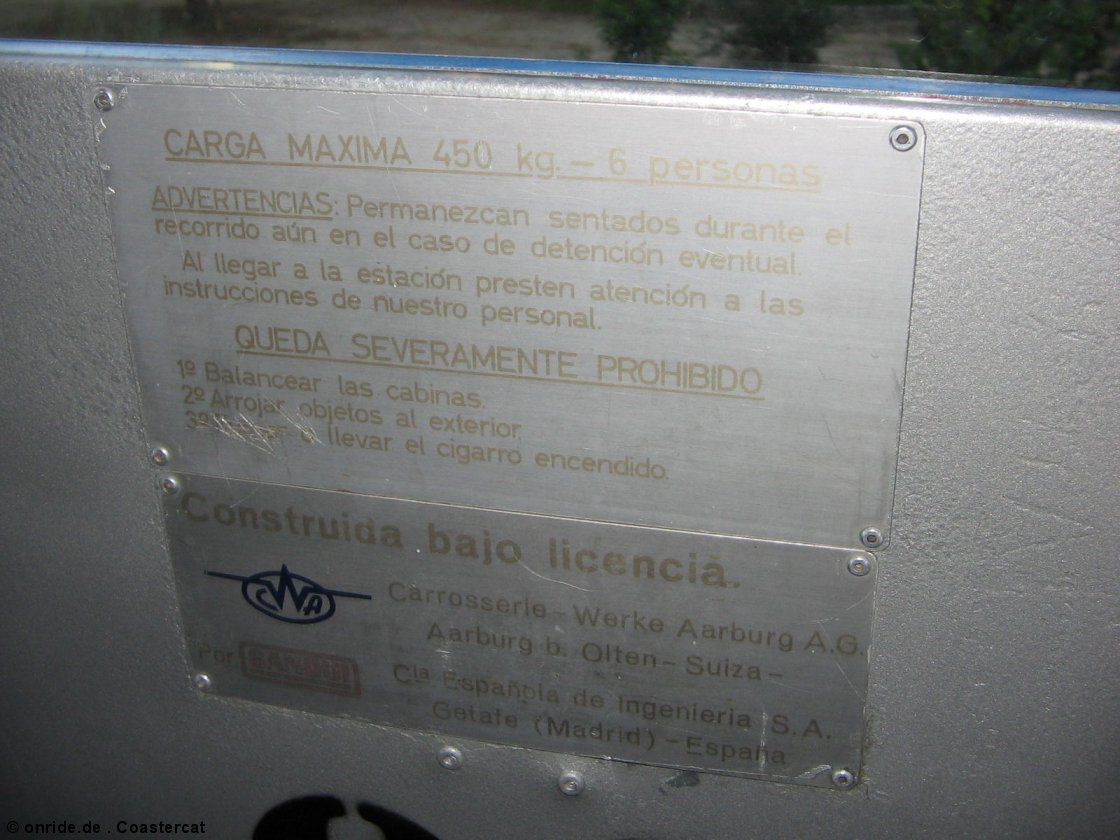 CARGA MAXIMA 450 kg. - 6 personas
ADVERTENCIAS: Permanezcan sentados durante el
recorrido aún en el caso de detención eventual.
Al llegar a la estación presten atención a las
instrucciones de nuestro personal.
QUEDA SEVERAMENTE PROHIBIDO
1º Balancear las cabinas.
2º Arrojar objetos al exterior.
3º o llevar el cigarro encendido.
Construida bajo licencia.
CWA
Carrosserie - Werke Aarburg A.G.
Aarburg b. Olten - Suiza -
Por
Cía Española de Ingenieria S.A.
Getafe (Madrid) - España
© onride.de . Coastercat